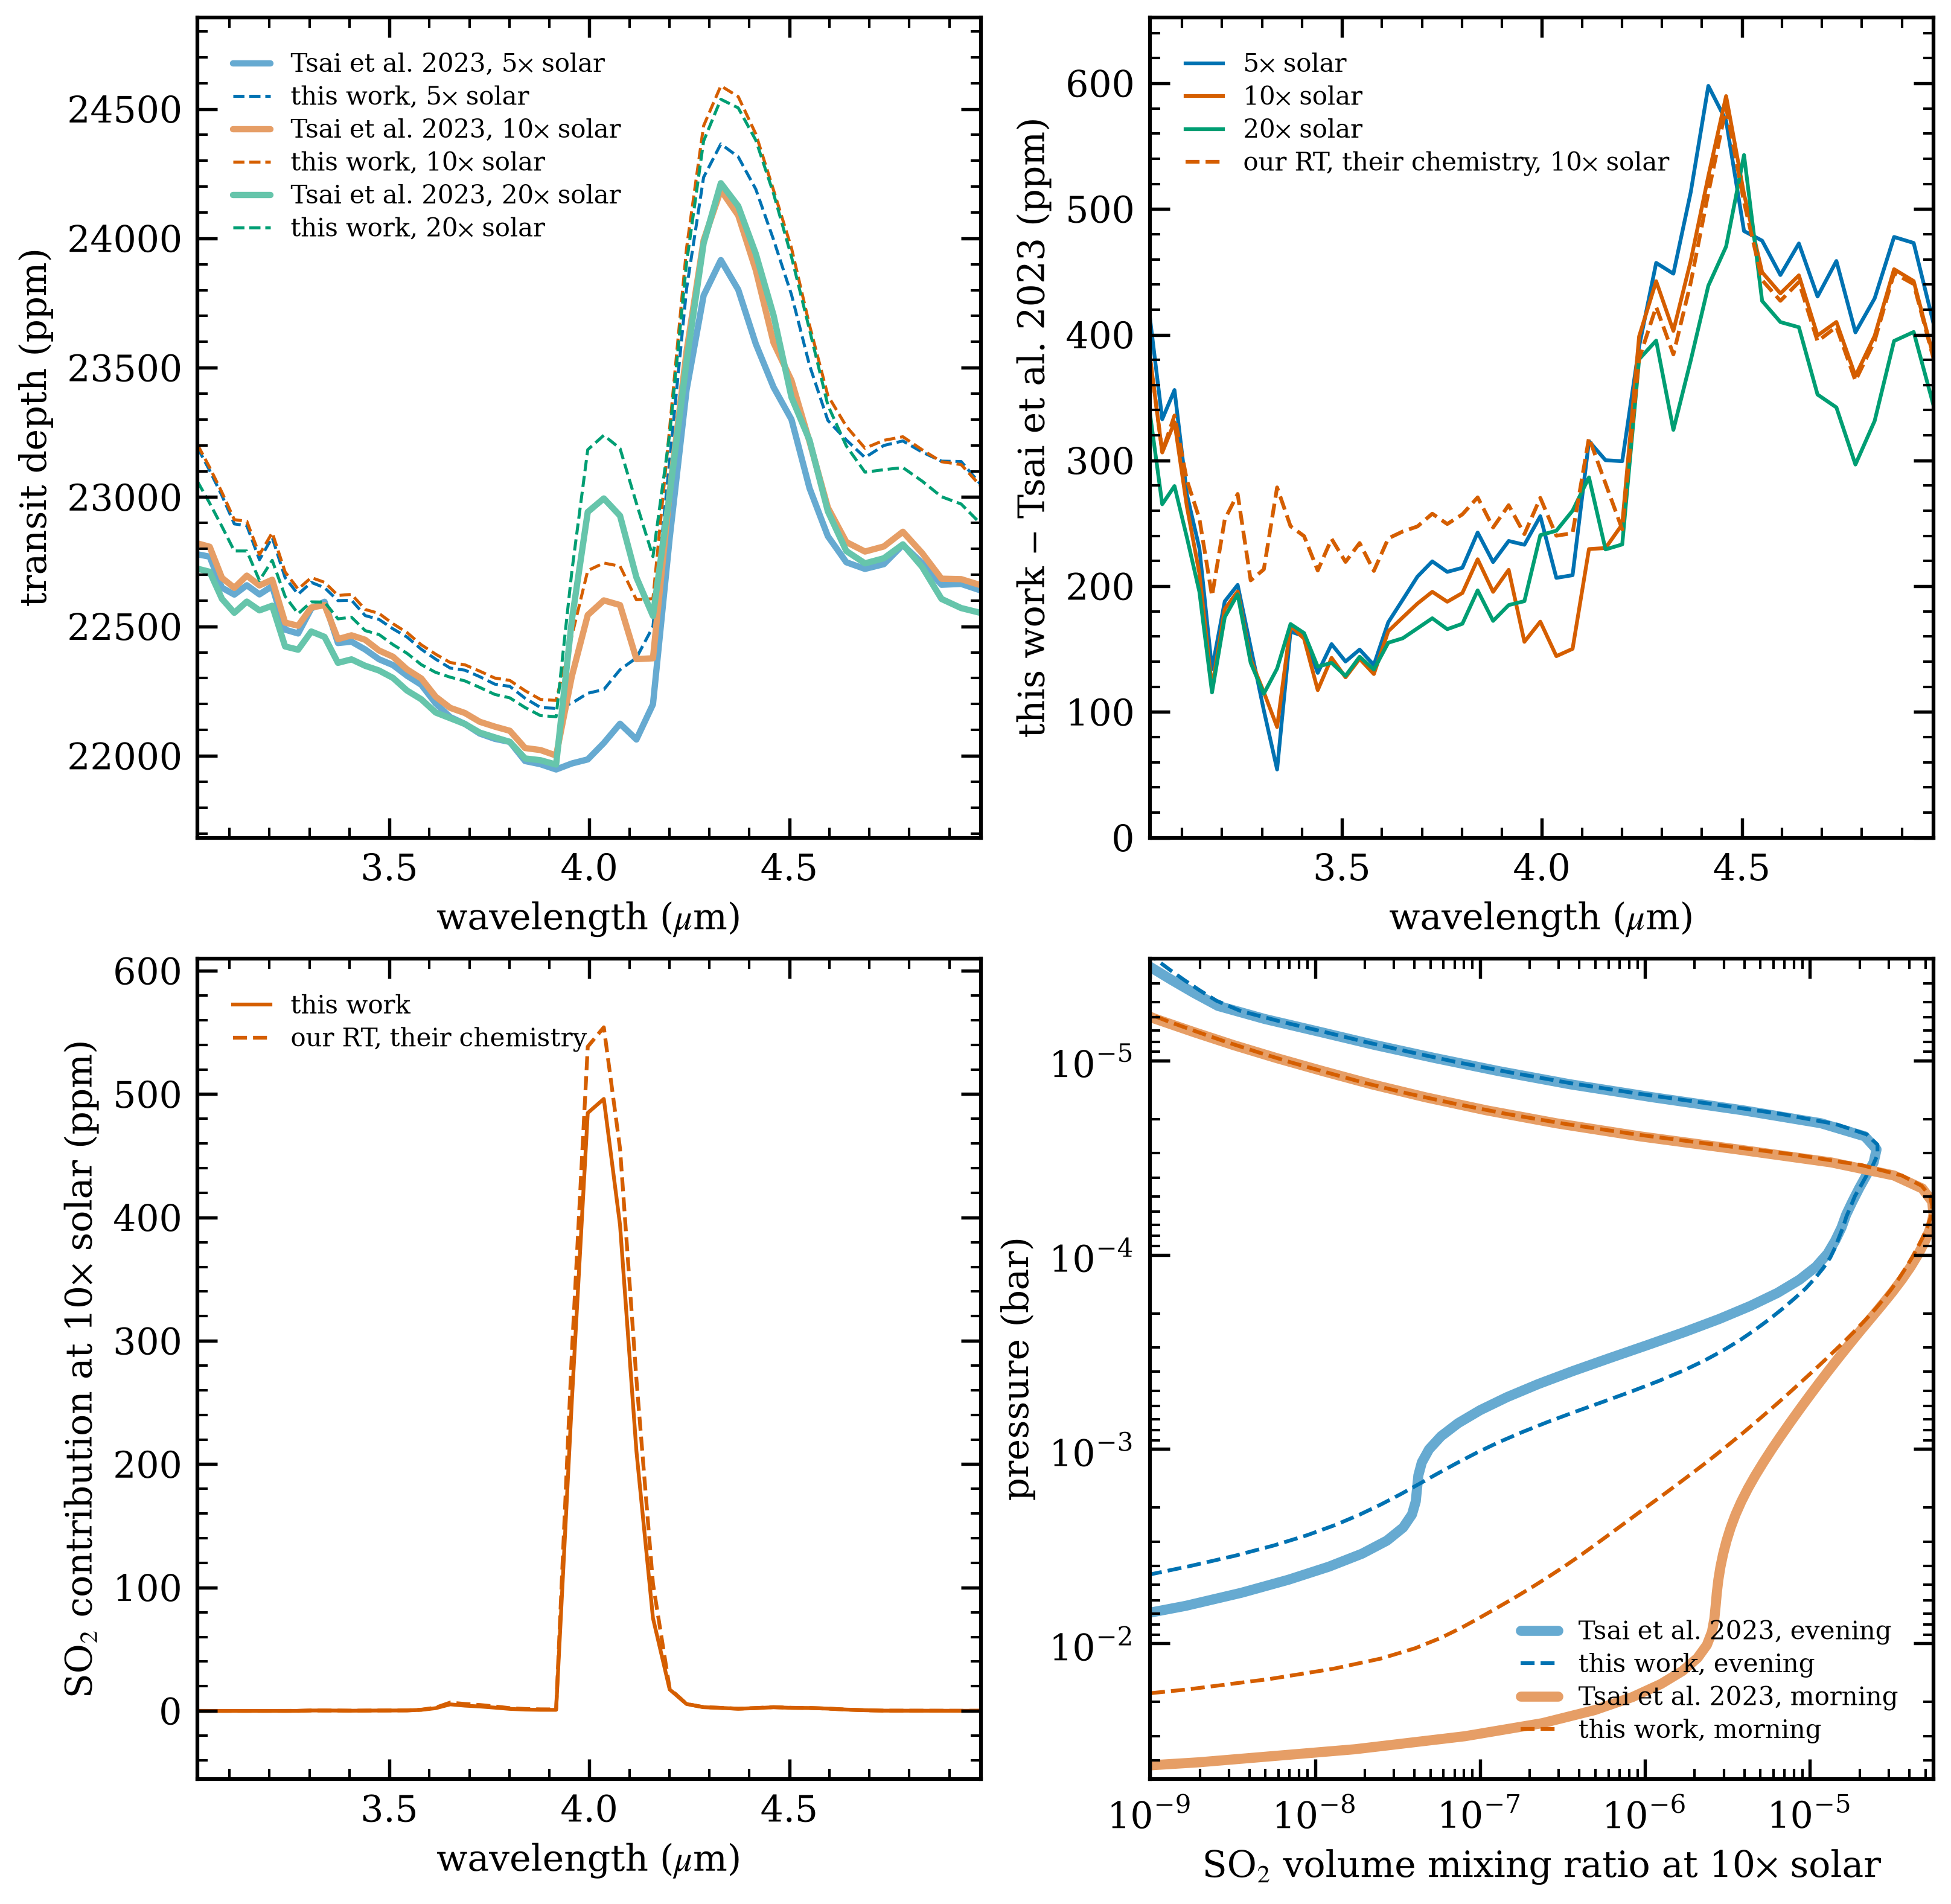 Tsai et al. 2023, 5× solar
this work, 5× solar
Tsai et al. 2023, 10× solar
this work, 10× solar
Tsai et al. 2023, 20× solar
this work, 20× solar
24500
24000
23500
23000
22500
22000
transit depth (ppm)
3.5 4.0 4.5
wavelength (μm)
5× solar
10× solar
20× solar
our RT, their chemistry, 10× solar
600
500
400
300
200
100
0
this work − Tsai et al. 2023 (ppm)
3.5 4.0 4.5
wavelength (μm)
this work
our RT, their chemistry
600
500
400
300
200
100
0
SO₂ contribution at 10× solar (ppm)
3.5 4.0 4.5
wavelength (μm)
10⁻⁵
10⁻⁴
10⁻³
10⁻²
pressure (bar)
Tsai et al. 2023, evening
this work, evening
Tsai et al. 2023, morning
this work, morning
10⁻⁹ 10⁻⁸ 10⁻⁷ 10⁻⁶ 10⁻⁵
SO₂ volume mixing ratio at 10× solar